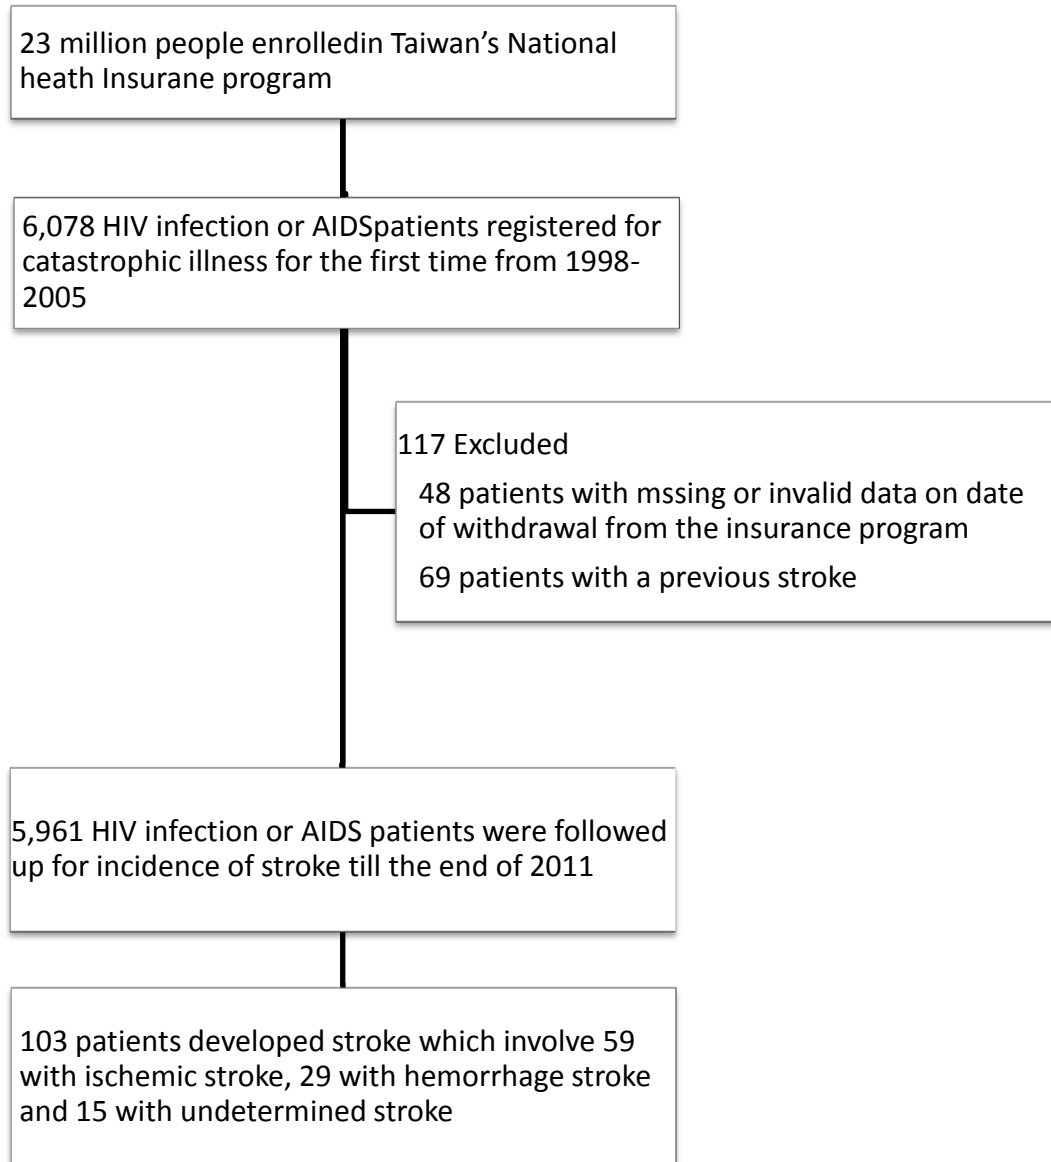 23 million people enrolledin Taiwan’s National
heath Insurane program
6,078 HIV infection or AIDSpatients registered for
catastrophic illness for the first time from 1998-
2005
117 Excluded
48 patients with mssing or invalid data on date
of withdrawal from the insurance program
69 patients with a previous stroke
5,961 HIV infection or AIDS patients were followed
up for incidence of stroke till the end of 2011
103 patients developed stroke which involve 59
with ischemic stroke, 29 with hemorrhage stroke
and 15 with undetermined stroke